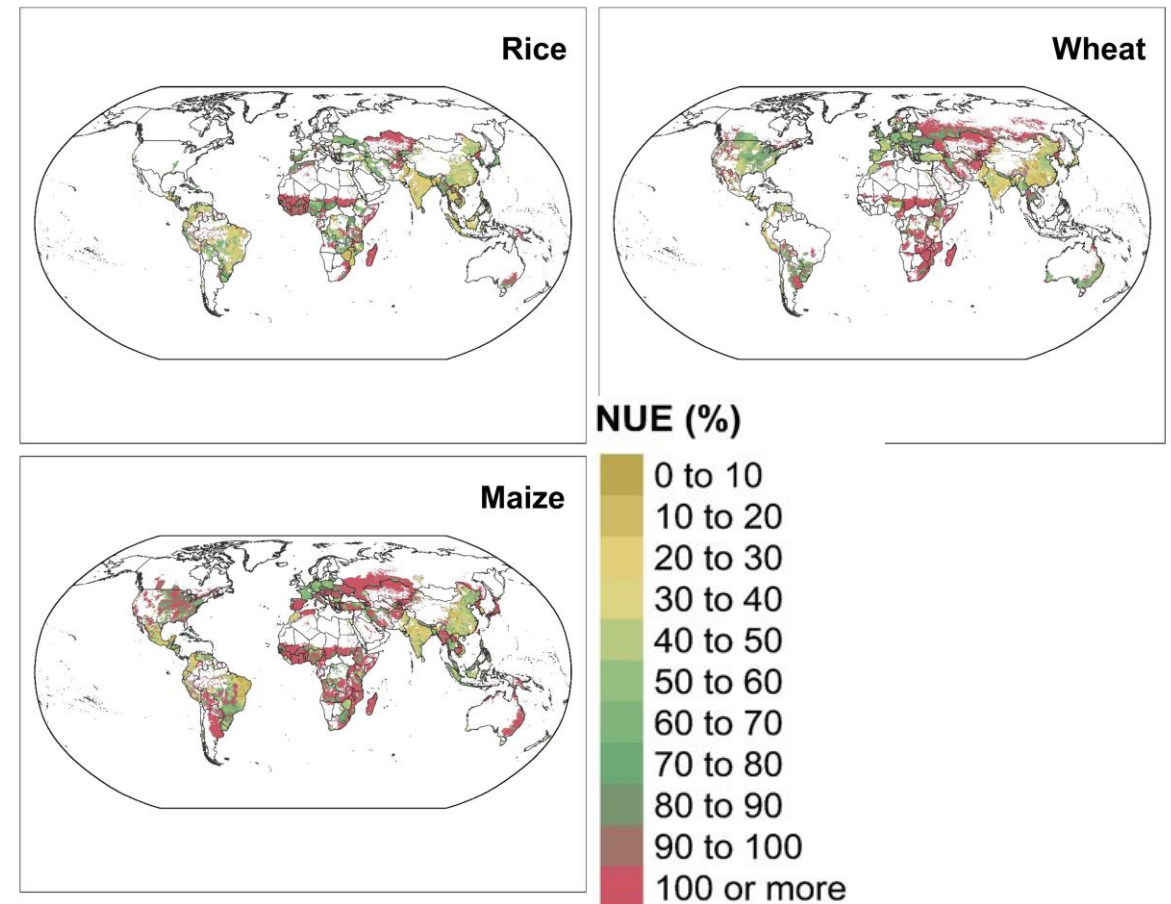 Rice
Wheat
Maize
NUE (%)
0 to 10
10 to 20
20 to 30
30 to 40
40 to 50
50 to 60
60 to 70
70 to 80
80 to 90
90 to 100
100 or more